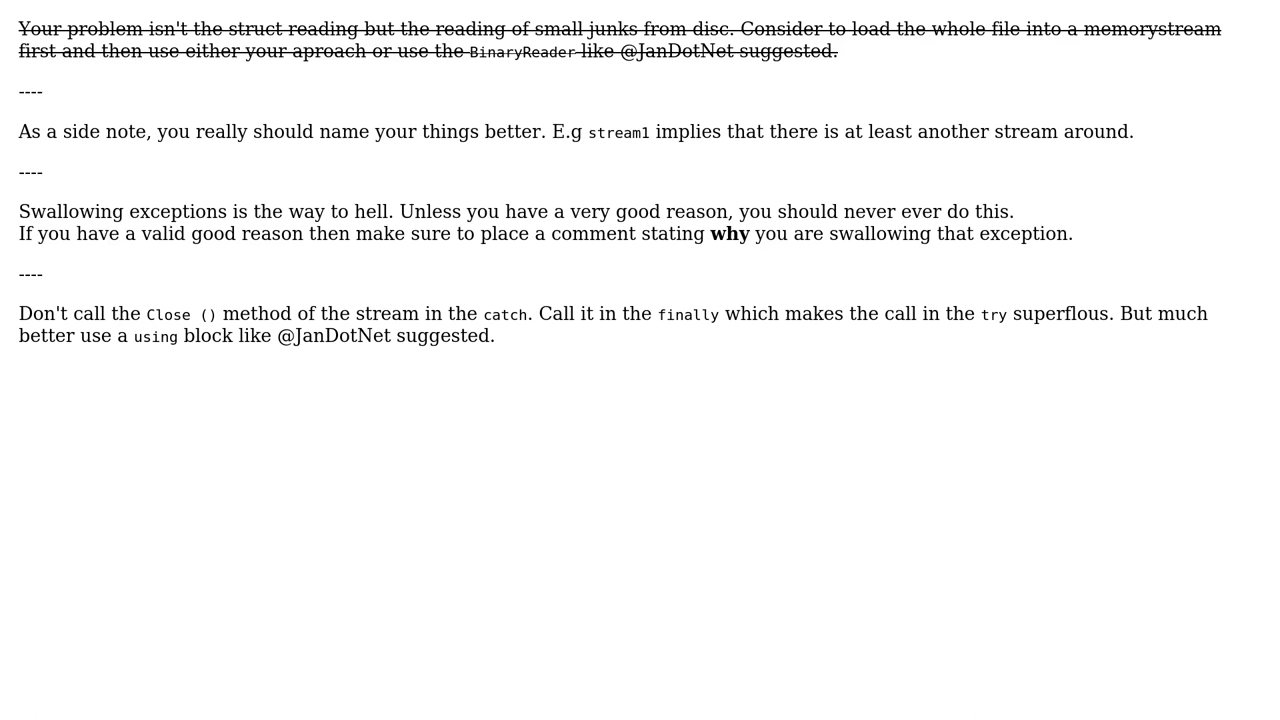 Your problem isn't the struct reading but the reading of small junks from disc. Consider to load the whole file into a memorystream
first and then use either your aproach or use the BinaryReader like @JanDotNet suggested.
----
As a side note, you really should name your things better. E.g stream1 implies that there is at least another stream around.
----
Swallowing exceptions is the way to hell. Unless you have a very good reason, you should never ever do this.
If you have a valid good reason then make sure to place a comment stating why you are swallowing that exception.
----
Don't call the Close () method of the stream in the catch. Call it in the finally which makes the call in the try superflous. But much
better use a using block like @JanDotNet suggested.